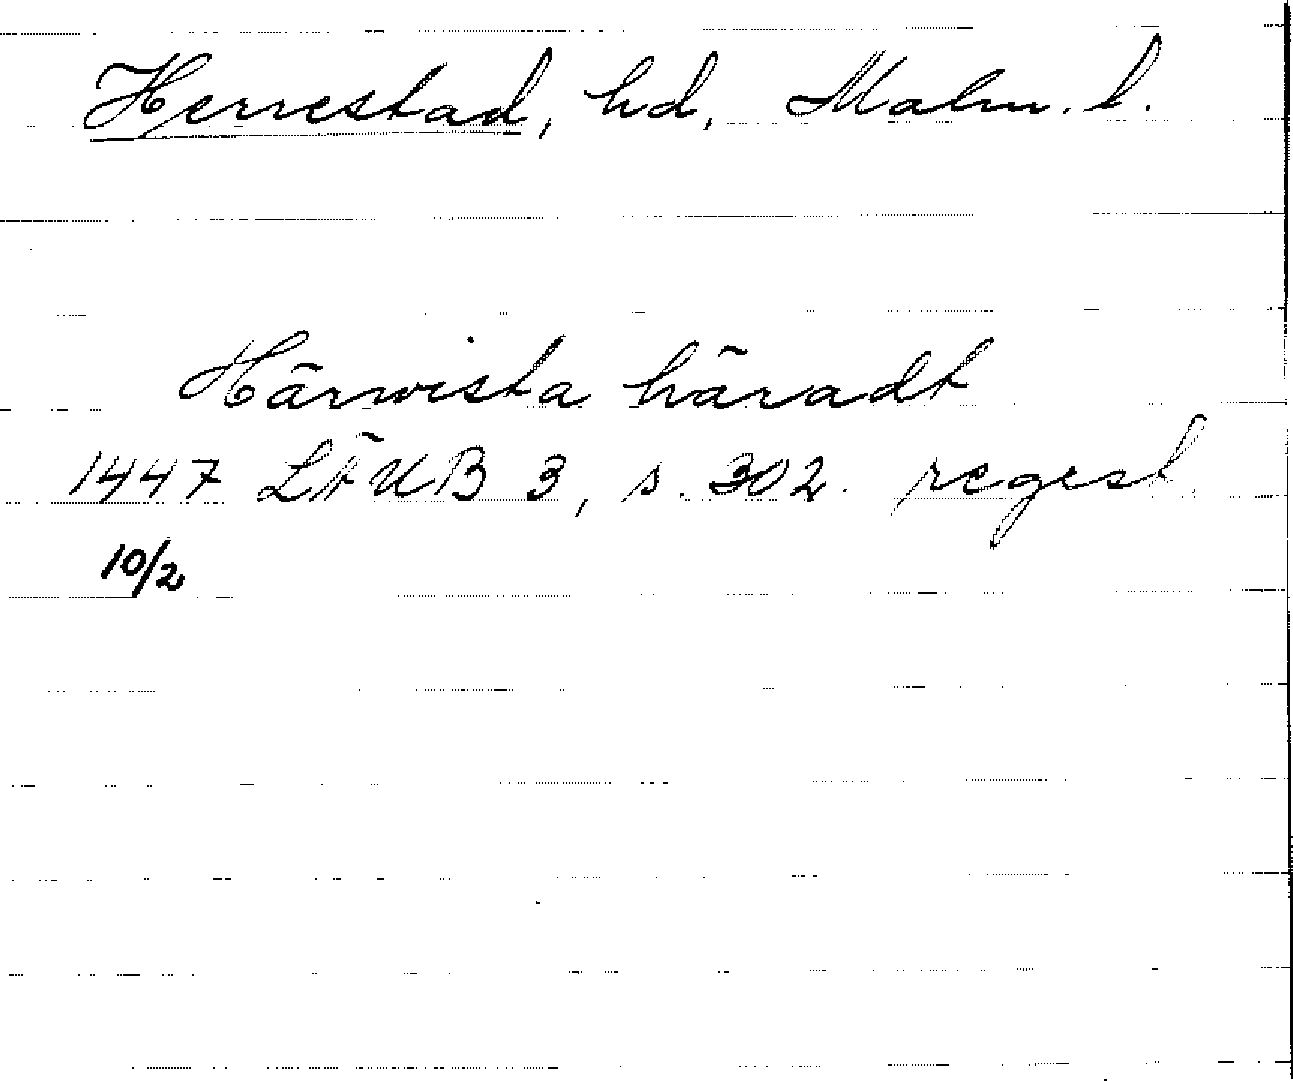 Herrestad, hd, Malm. l.
Härwista häradt
1447 LÄUB 3, s. 302. regest.
10/2